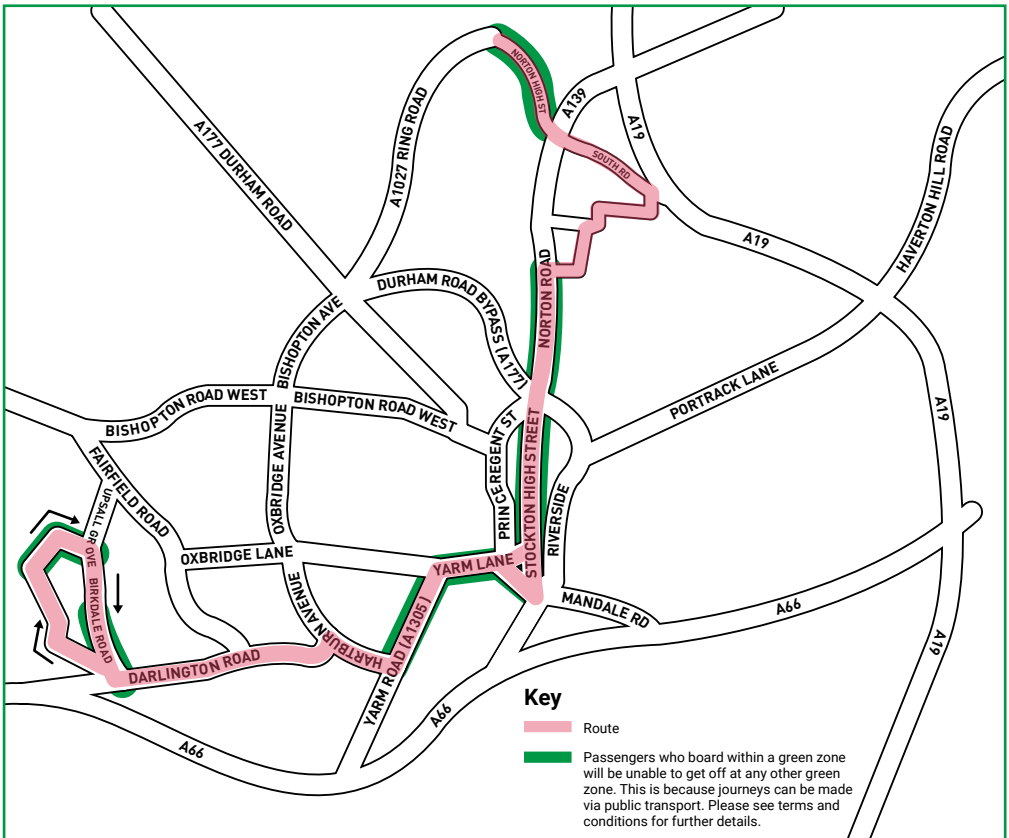 NORTON HIGH ST
A139
A19
A1027 RING ROAD
A177 DURHAM ROAD
SOUTH RD
HAVERTON HILL ROAD
A19
DURHAM ROAD BYPASS (A177)
NORTON ROAD
BISHOPTON AVE
BISHOPTON ROAD WEST
BISHOPTON ROAD WEST
PORTRACK LANE
A19
PRINCE REGENT ST
STOCKTON HIGH STREET
OXBRIDGE AVENUE
FAIRFIELD ROAD
UPSALL GROVE
RIVERSIDE
OXBRIDGE LANE
YARM LANE
BIRKDALE ROAD
MANDALE RD
A66
HARTBURN AVENUE
YARM ROAD (A1305)
A19
DARLINGTON ROAD
A66
A66
Key
Route
Passengers who board within a green zone
will be unable to get off at any other green
zone. This is because journeys can be made
via public transport. Please see terms and
conditions for further details.